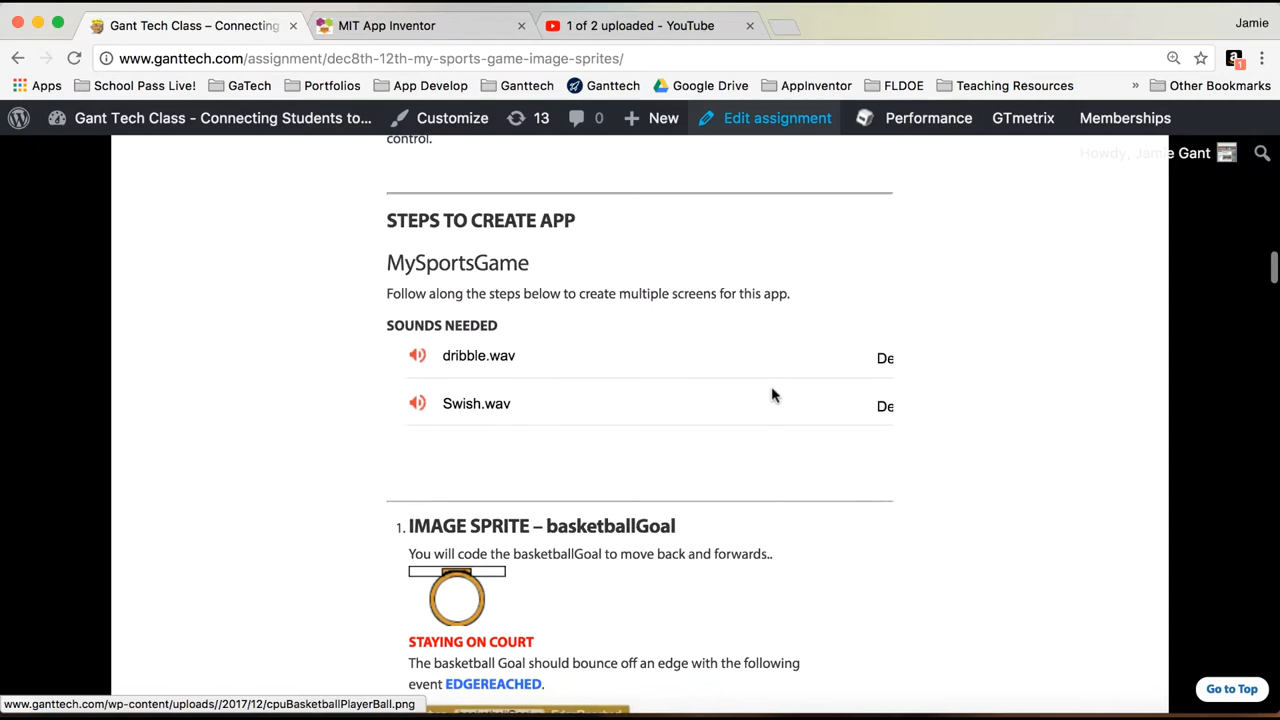 Gant Tech Class – Connecting
MIT App Inventor
1 of 2 uploaded - YouTube
Jamie
www.ganttech.com/assignment/dec8th-12th-my-sports-game-image-sprites/
a
1
Apps
School Pass Live!
GaTech
Portfolios
App Develop
Ganttech
Ganttech
Google Drive
AppInventor
FLDOE
Teaching Resources
»
Other Bookmarks
Gant Tech Class - Connecting Students to...
Customize
13
0
New
Edit assignment
Performance
GTmetrix
Memberships
control.
Howdy, Jamie Gant
STEPS TO CREATE APP
MySportsGame
Follow along the steps below to create multiple screens for this app.
SOUNDS NEEDED
dribble.wav
De
Swish.wav
De
1. IMAGE SPRITE – basketballGoal
You will code the basketballGoal to move back and forwards..
STAYING ON COURT
The basketball Goal should bounce off an edge with the following
event EDGEREACHED.
Go to Top
www.ganttech.com/wp-content/uploads//2017/12/cpuBasketballPlayerBall.png